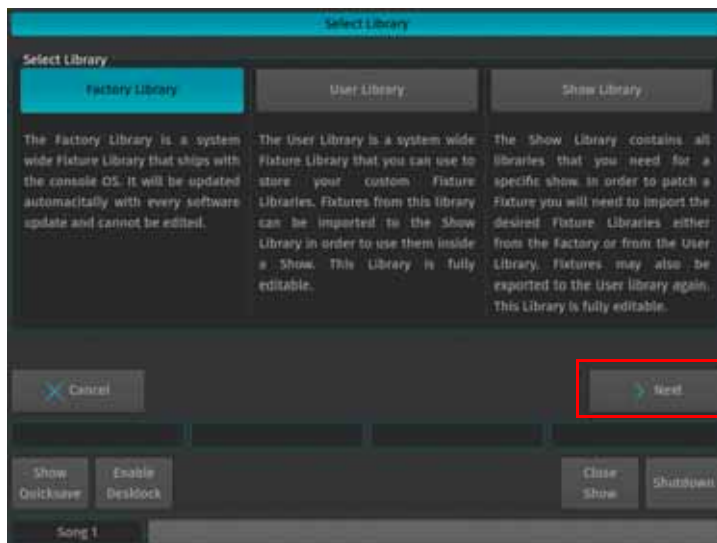 Select Library
Select Library
Factory Library
User Library
Show Library
The Factory Library is a system
wide Fixture Library that ships with
the console OS. It will be updated
automacitally with every software
update and cannot be edited.
The User Library is a system wide
Fixture Library that you can use to
store your custom Fixture
Libraries. Fixtures from this library
can be imported to the Show
Library in order to use them inside
a Show. This Library is fully
editable.
The Show Library contains all
libraries that you need for a
specific show. In order to patch a
Fixture you will need to import the
desired Fixture Libraries either
from the Factory or from the User
Library. Fixtures may also be
exported to the User library again.
This Library is fully editable.
Cancel
Next
Show
Quicksave
Enable
Desklock
Close
Show
Shutdown
Song 1